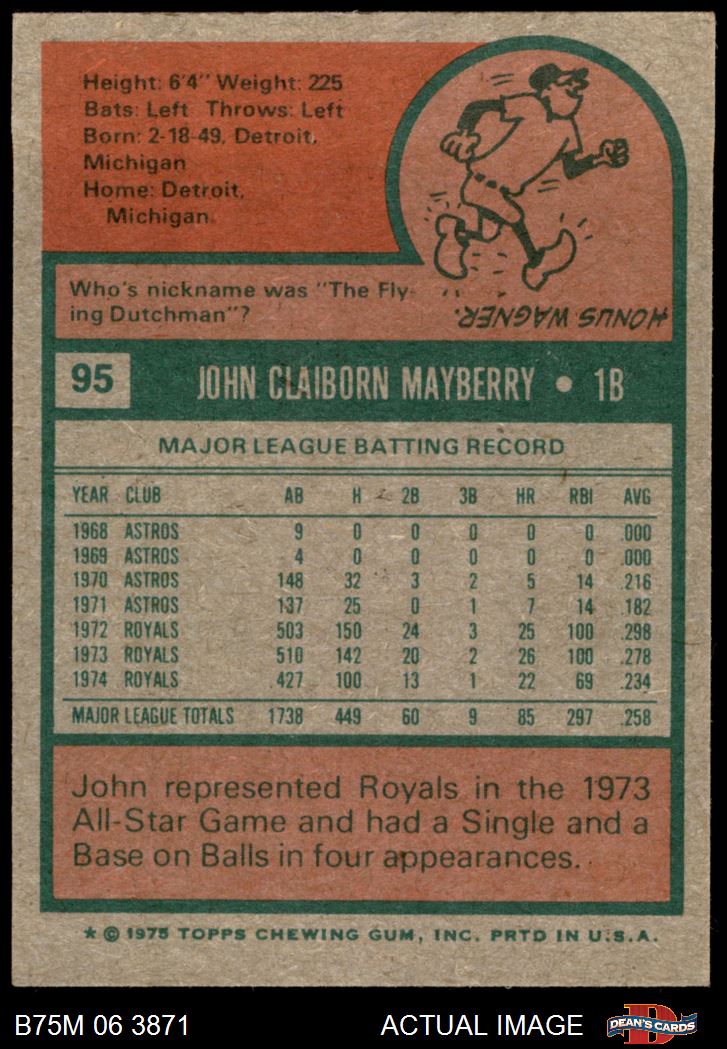 Height: 6'4" Weight: 225
Bats: Left Throws: Left
Born: 2-18-49, Detroit,
Michigan
Home: Detroit,
Michigan
Who's nickname was "The Fly-
ing Dutchman"?
HONUS WAGNER.
95 JOHN CLAIBORN MAYBERRY • 1B
MAJOR LEAGUE BATTING RECORD
YEAR CLUB AB H 2B 3B HR RBI AVG
1968 ASTROS 9 0 0 0 0 0 .000
1969 ASTROS 4 0 0 0 0 0 .000
1970 ASTROS 148 32 3 2 5 14 .216
1971 ASTROS 137 25 0 1 7 14 .182
1972 ROYALS 503 150 24 3 25 100 .298
1973 ROYALS 510 142 20 2 26 100 .278
1974 ROYALS 427 100 13 1 22 69 .234
MAJOR LEAGUE TOTALS 1738 449 60 9 85 297 .258
John represented Royals in the 1973
All-Star Game and had a Single and a
Base on Balls in four appearances.
* © 1975 TOPPS CHEWING GUM, INC. PRTD IN U.S.A.
B75M 06 3871 ACTUAL IMAGE DEAN'S CARDS